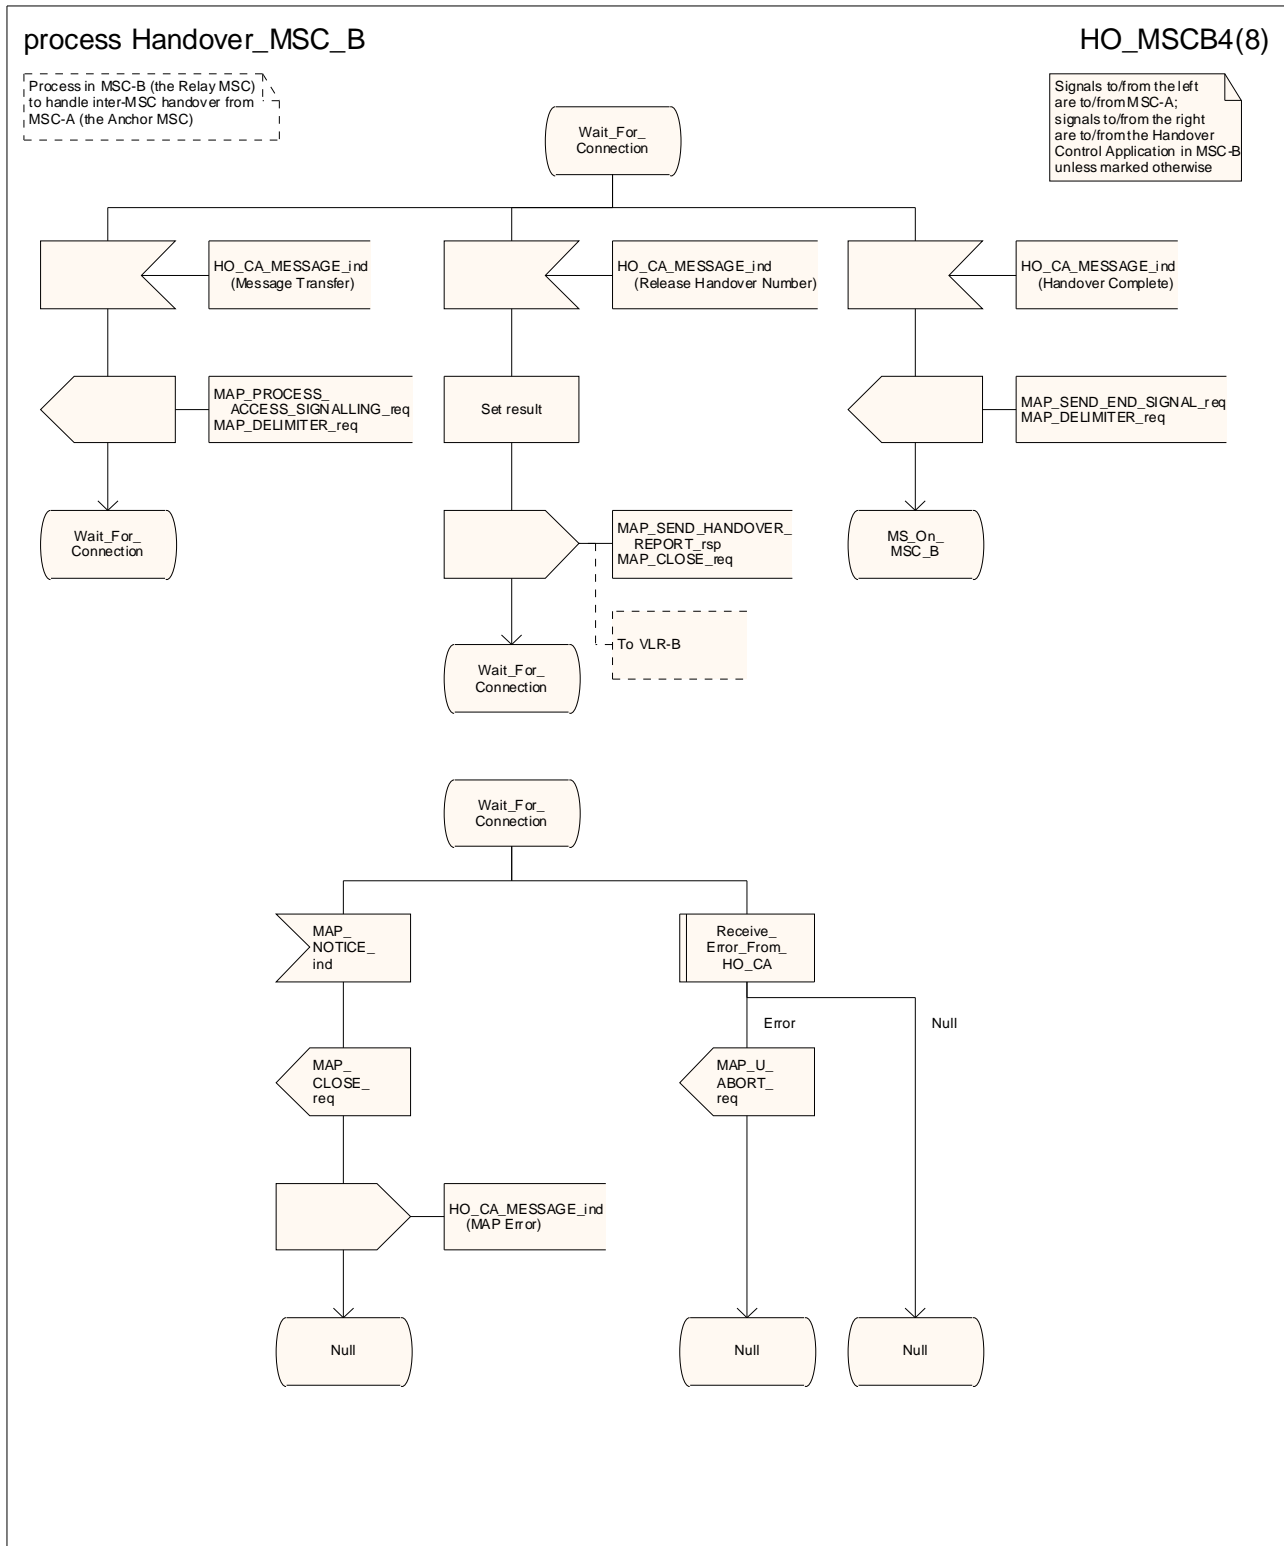 process Handover_MSC_B
HO_MSCB4(8)
Process in MSC-B (the Relay MSC)
to handle inter-MSC handover from
MSC-A (the Anchor MSC)
Signals to/from the left
are to/from MSC-A;
signals to/from the right
are to/from the Handover
Control Application in MSC-B
unless marked otherwise
Wait_For_
Connection
HO_CA_MESSAGE_ind
(Message Transfer)
HO_CA_MESSAGE_ind
(Release Handover Number)
HO_CA_MESSAGE_ind
(Handover Complete)
MAP_PROCESS_
ACCESS_SIGNALLING_req
MAP_DELIMITER_req
Set result
MAP_SEND_END_SIGNAL_req
MAP_DELIMITER_req
Wait_For_
Connection
MAP_SEND_HANDOVER_
REPORT_rsp
MAP_CLOSE_req
MS_On_
MSC_B
To VLR-B
Wait_For_
Connection
Wait_For_
Connection
MAP_
NOTICE_
ind
Receive_
Error_From_
HO_CA
Error
Null
MAP_
CLOSE_
req
MAP_U_
ABORT_
req
HO_CA_MESSAGE_ind
(MAP Error)
Null
Null
Null